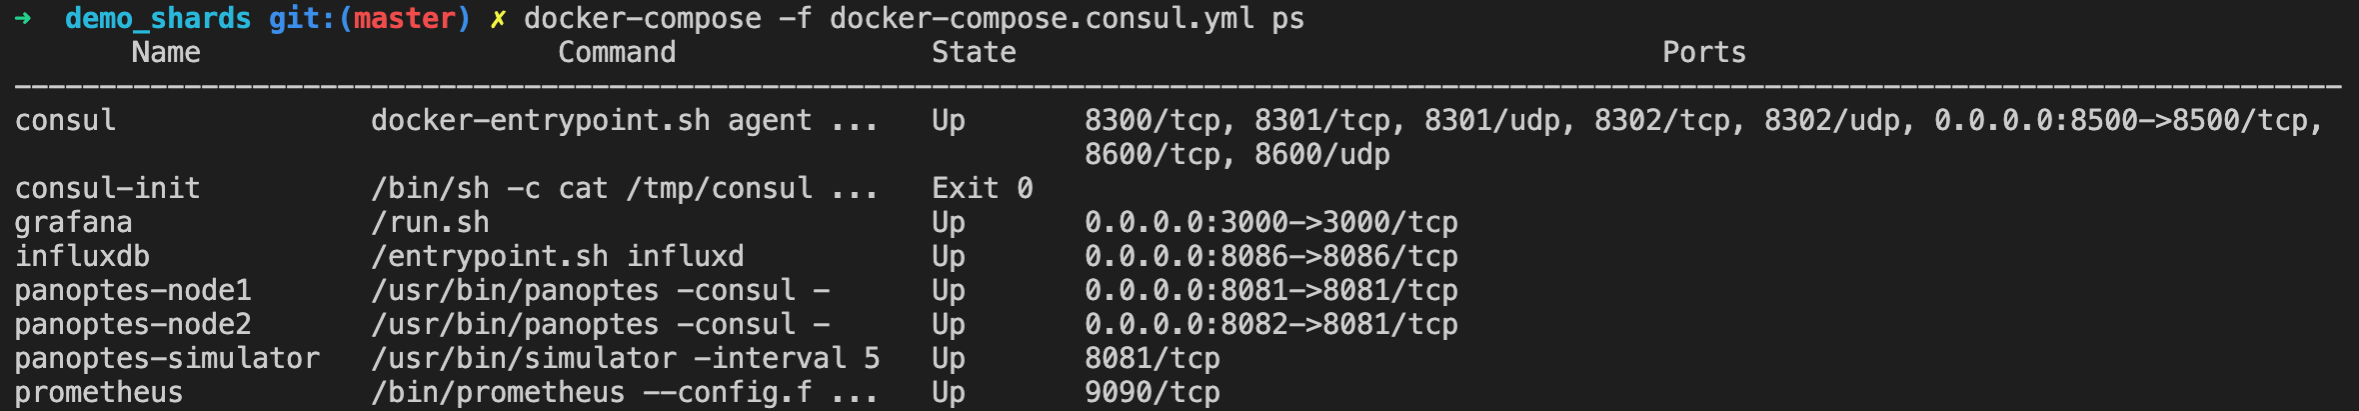 →  demo_shards git:(master) ✗ docker-compose -f docker-compose.consul.yml ps
       Name                     Command               State                                      Ports
-----------------------------------------------------------------------------------------------------------------------------------------
consul               docker-entrypoint.sh agent ...   Up       8300/tcp, 8301/tcp, 8301/udp, 8302/tcp, 8302/udp, 0.0.0.0:8500->8500/tcp,
                                                               8600/tcp, 8600/udp
consul-init          /bin/sh -c cat /tmp/consul ...   Exit 0
grafana              /run.sh                          Up       0.0.0.0:3000->3000/tcp
influxdb             /entrypoint.sh influxd           Up       0.0.0.0:8086->8086/tcp
panoptes-node1       /usr/bin/panoptes -consul -      Up       0.0.0.0:8081->8081/tcp
panoptes-node2       /usr/bin/panoptes -consul -      Up       0.0.0.0:8082->8081/tcp
panoptes-simulator   /usr/bin/simulator -interval 5   Up       8081/tcp
prometheus           /bin/prometheus --config.f ...   Up       9090/tcp